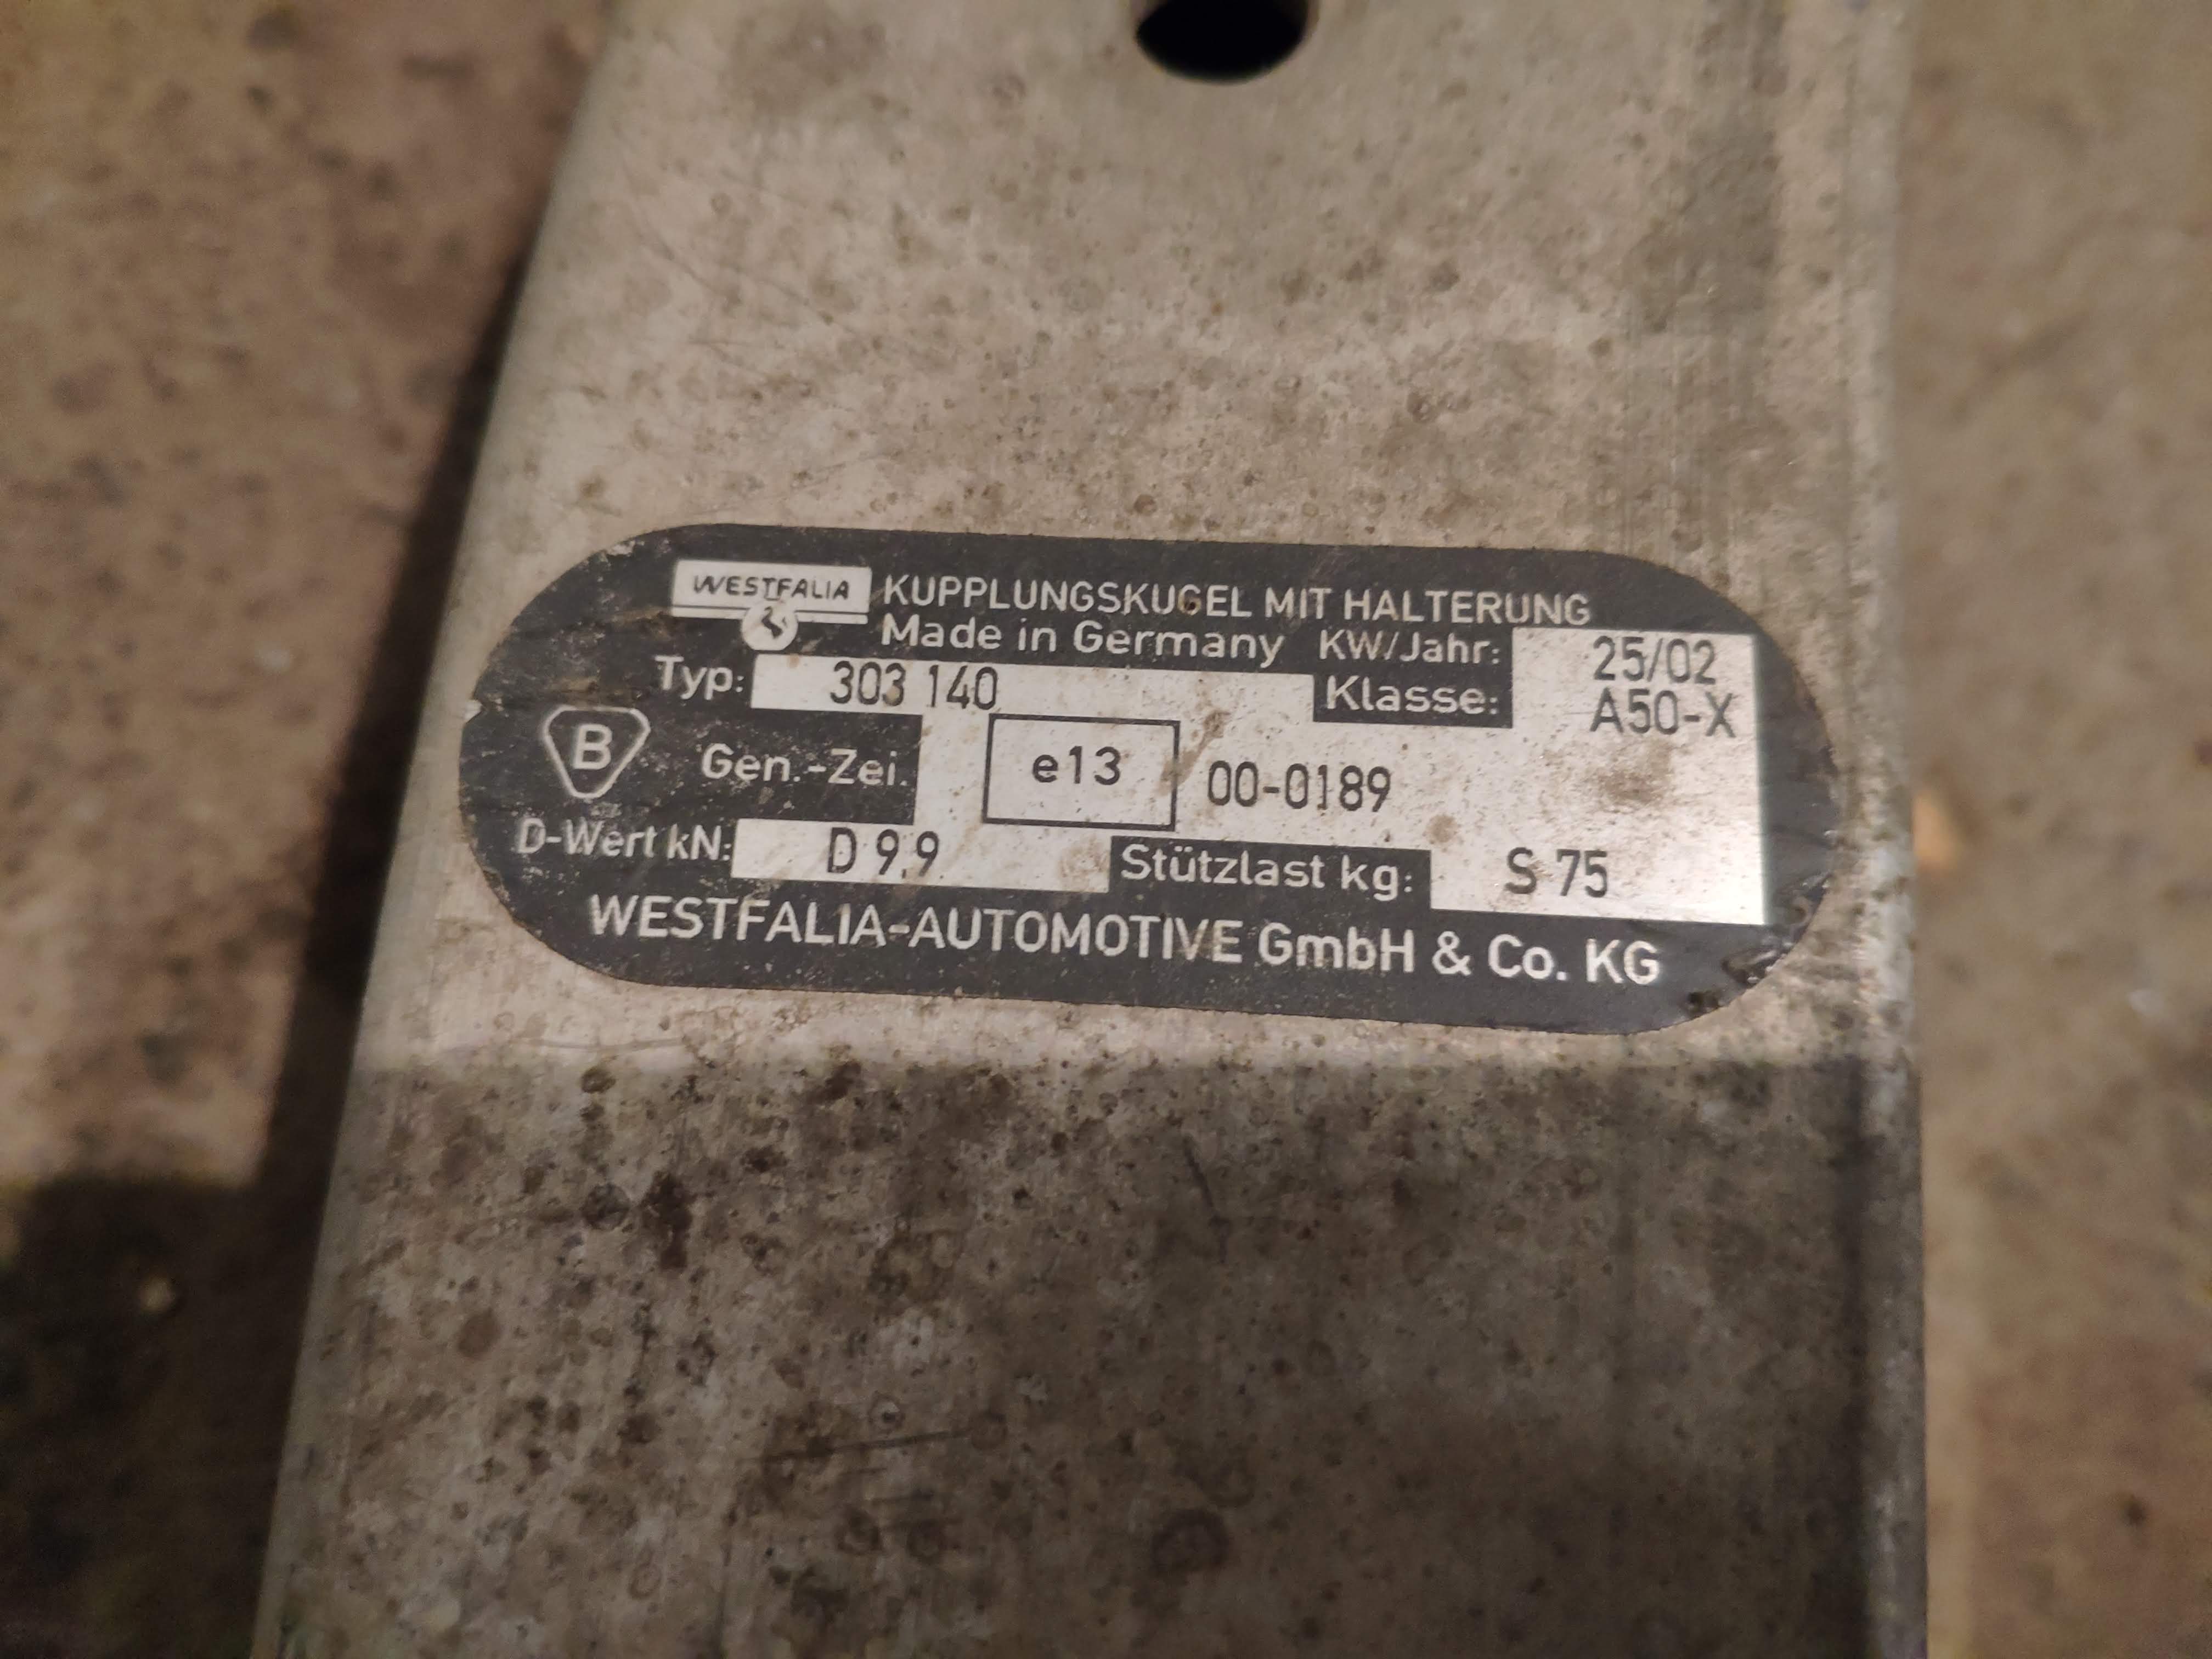 WESTFALIA KUPPLUNGSKUGEL MIT HALTERUNG
Made in Germany KW/Jahr: 25/02
Typ: 303 140 Klasse: A50-X
B Gen.-Zei. e13 00-0189
D-Wert kN: D 9,9 Stützlast kg: S 75
WESTFALIA-AUTOMOTIVE GmbH & Co. KG